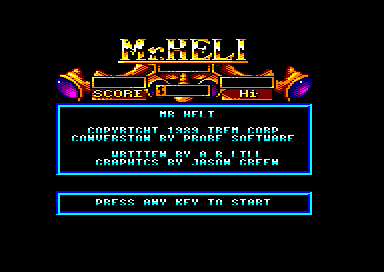 Mr.HELI
SCORE
Hi
MR HELI
COPYRIGHT 1989 IREM CORP
CONVERSION BY PROBE SOFTWARE
WRITTEN BY
GRAPHICS BY JASON GREEN
PRESS ANY KEY TO START